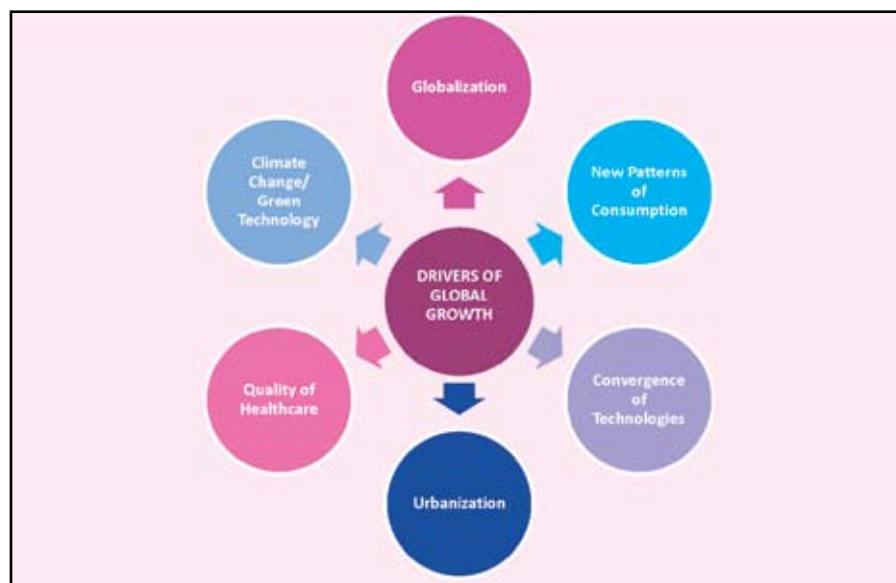 Globalization
Climate
Change/
Green
Technology
New Patterns
of
Consumption
DRIVERS OF
GLOBAL
GROWTH
Quality of
Healthcare
Convergence
of
Technologies
Urbanization